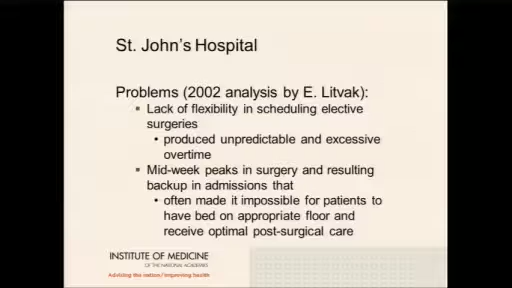 St. John's Hospital
Problems (2002 analysis by E. Litvak):
▪ Lack of flexibility in scheduling elective
surgeries
• produced unpredictable and excessive
overtime
▪ Mid-week peaks in surgery and resulting
backup in admissions that
• often made it impossible for patients to
have bed on appropriate floor and
receive optimal post-surgical care
INSTITUTE OF MEDICINE
OF THE NATIONAL ACADEMIES
Advising the nation/Improving health